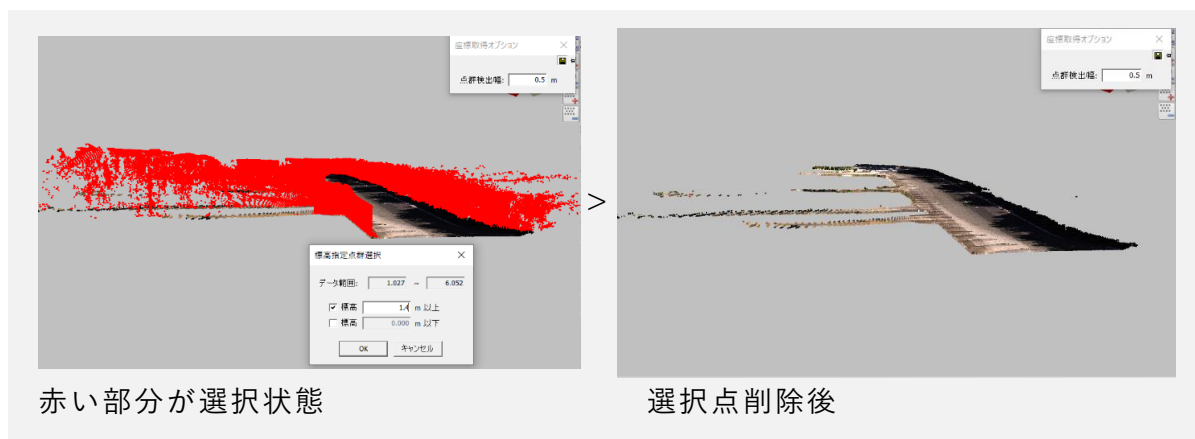 座標取得オプション
点群検出幅: 0.5 m
標高指定点群選択
データ範囲: 1.027 ～ 6.052
標高 1.4 m 以上
標高 0.000 m 以下
OK キャンセル
赤い部分が選択状態
>
座標取得オプション
点群検出幅: 0.5 m
選択点削除後